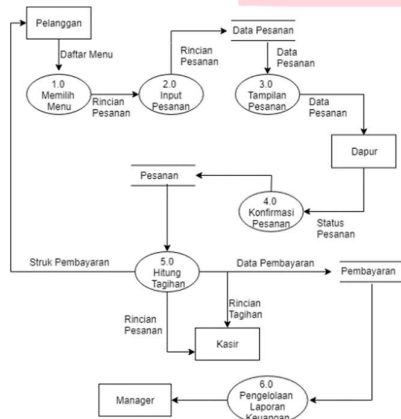 Pelanggan
Daftar Menu
1.0
Memilih
Menu
Rincian
Pesanan
2.0
Input
Pesanan
Rincian
Pesanan
Data Pesanan
Data
Pesanan
3.0
Tampilan
Pesanan
Data
Pesanan
Dapur
Status
Pesanan
4.0
Konfirmasi
Pesanan
Pesanan
5.0
Hitung
Tagihan
Struk Pembayaran
Data Pembayaran
Pembayaran
Rincian
Tagihan
Rincian
Pesanan
Kasir
Manager
6.0
Pengelolaan
Laporan
Keuangan